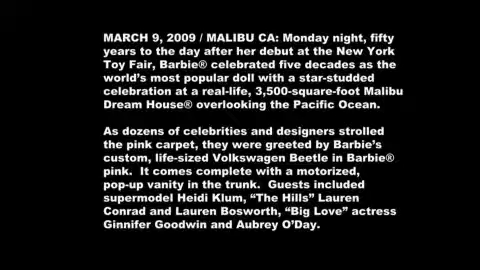 MARCH 9, 2009 / MALIBU CA: Monday night, fifty
years to the day after her debut at the New York
Toy Fair, Barbie® celebrated five decades as the
world's most popular doll with a star-studded
celebration at a real-life, 3,500-square-foot Malibu
Dream House® overlooking the Pacific Ocean.
As dozens of celebrities and designers strolled
the pink carpet, they were greeted by Barbie's
custom, life-sized Volkswagen Beetle in Barbie®
pink.  It comes complete with a motorized,
pop-up vanity in the trunk.  Guests included
supermodel Heidi Klum, “The Hills” Lauren
Conrad and Lauren Bosworth, “Big Love” actress
Ginnifer Goodwin and Aubrey O'Day.